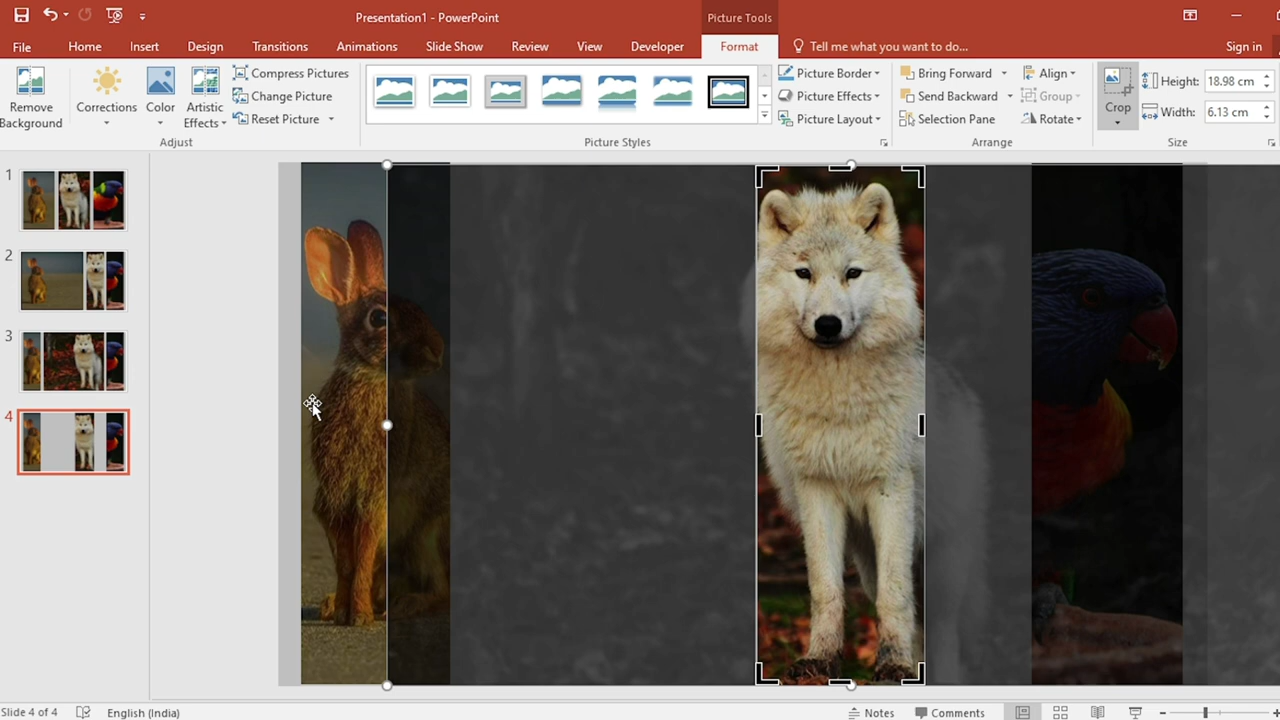 Presentation1 - PowerPoint
Picture Tools
File Home Insert Design Transitions Animations Slide Show Review View Developer Format Tell me what you want to do... Sign in
Remove Background
Corrections
Color
Artistic Effects
Compress Pictures
Change Picture
Reset Picture
Adjust
Picture Border
Picture Effects
Picture Layout
Picture Styles
Bring Forward
Send Backward
Selection Pane
Align
Group
Rotate
Arrange
Crop
Height: 18.98 cm
Width: 6.13 cm
Size
1
2
3
4
Slide 4 of 4 English (India) Notes Comments